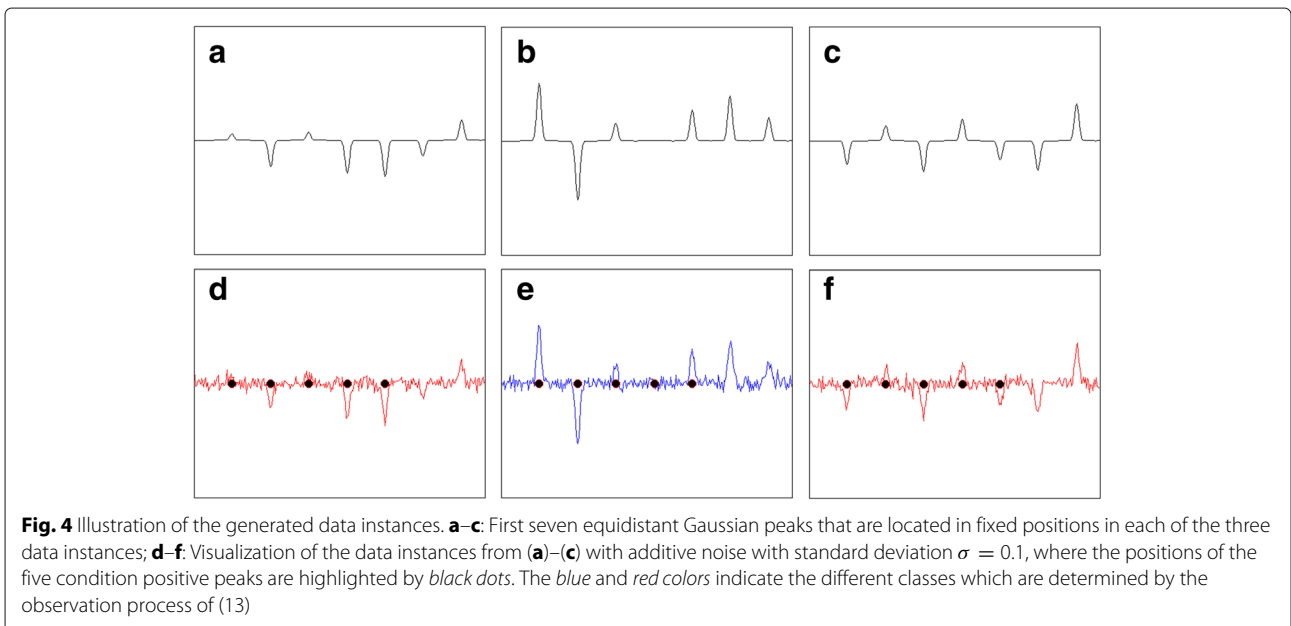 a
b
c
d
e
f
Fig. 4 Illustration of the generated data instances. a–c: First seven equidistant Gaussian peaks that are located in fixed positions in each of the three
data instances; d–f: Visualization of the data instances from (a)–(c) with additive noise with standard deviation σ = 0.1, where the positions of the
five condition positive peaks are highlighted by black dots. The blue and red colors indicate the different classes which are determined by the
observation process of (13)